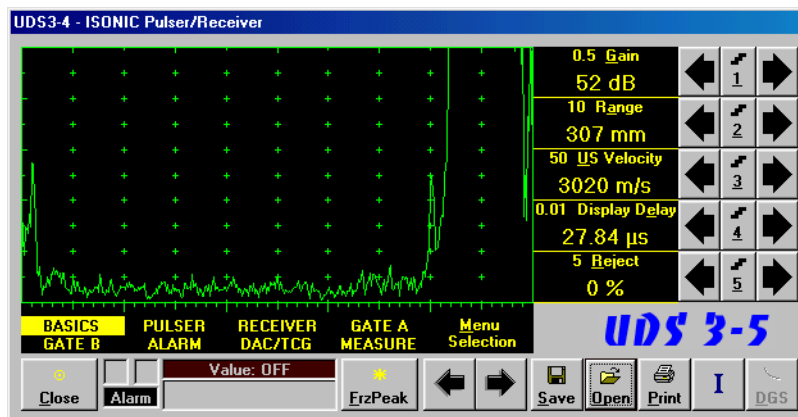 UDS3-4 - ISONIC Pulser/Receiver
0.5 Gain
52 dB
1
10 Range
307 mm
2
50 US Velocity
3020 m/s
3
0.01 Display Delay
27.84 µs
4
5 Reject
0 %
5
BASICS PULSER RECEIVER GATE A Menu
GATE B ALARM DAC/TCG MEASURE Selection
UDS 3-5
Value: OFF
Close Alarm FrzPeak Save Open Print I DGS